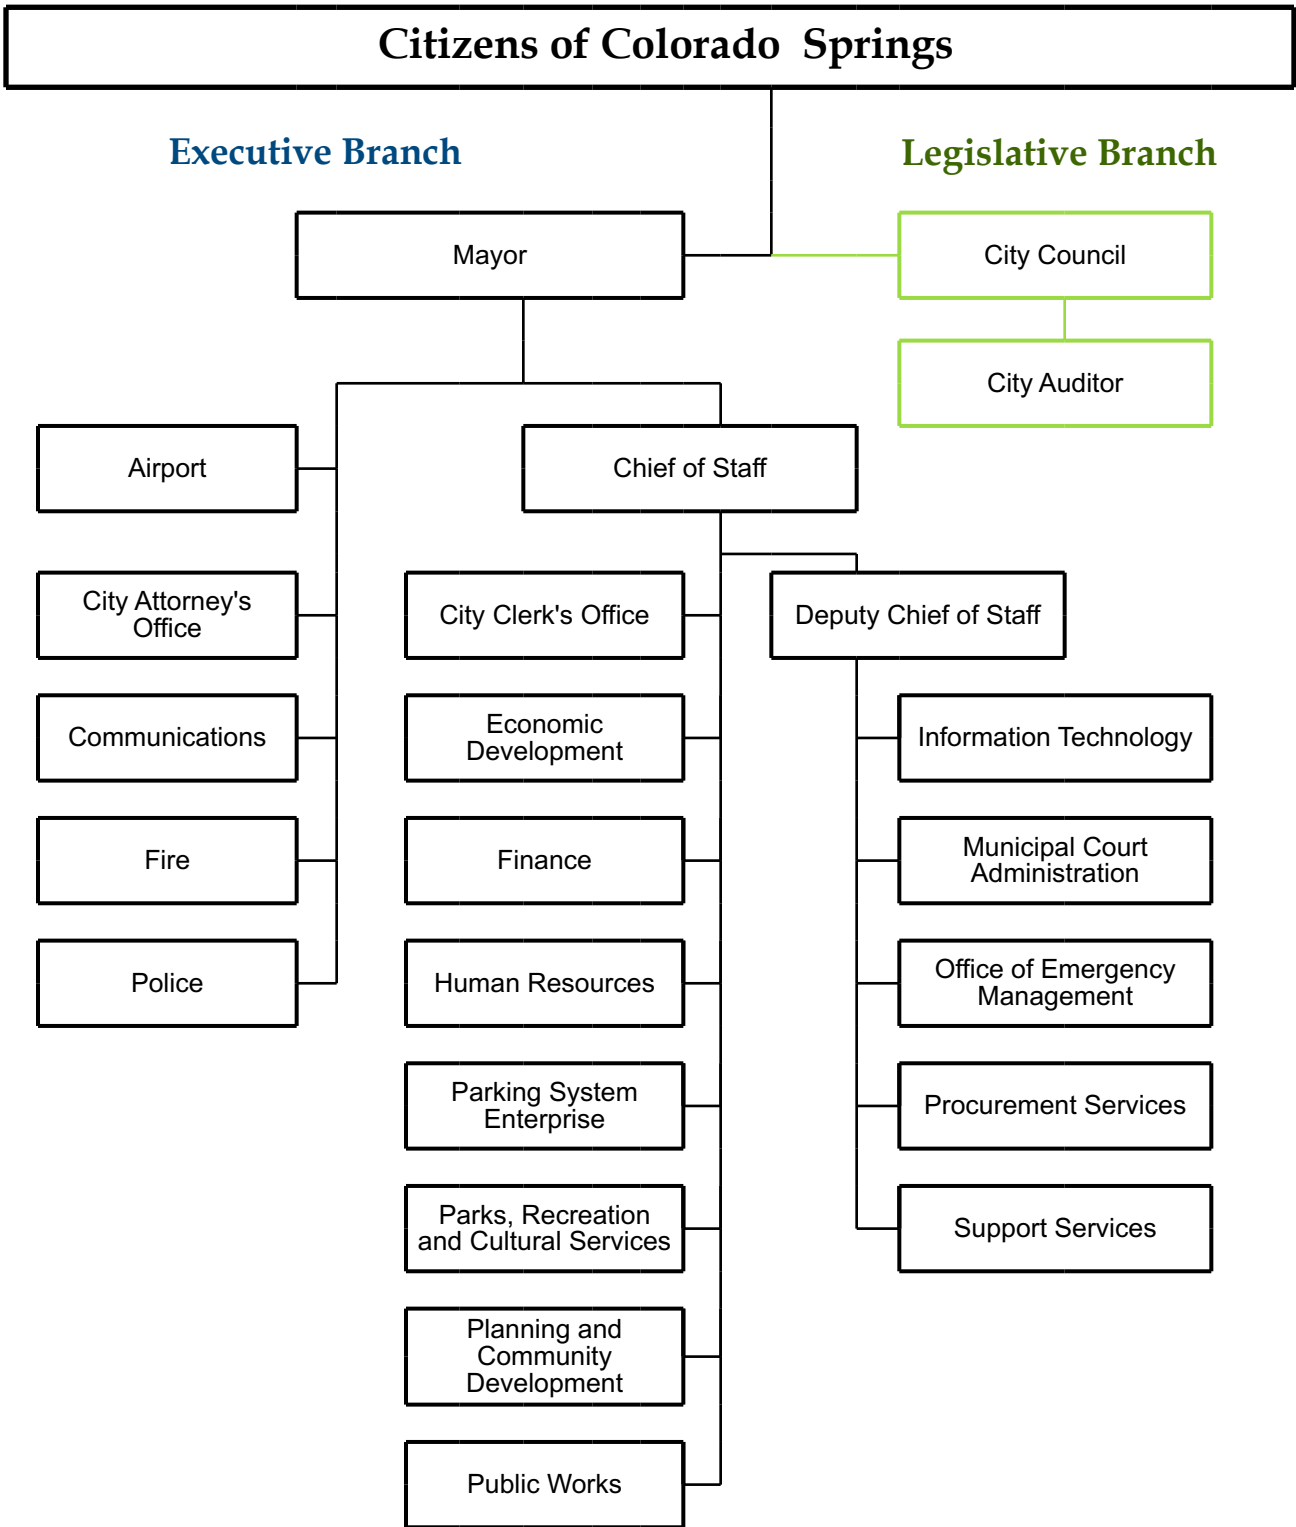 Citizens of Colorado  Springs
Executive Branch
Legislative Branch
Mayor
City Council
City Auditor
Airport
Chief of Staff
City Attorney's
Office
City Clerk's Office
Deputy Chief of Staff
Communications
Economic
Development
Information Technology
Fire
Finance
Municipal Court
Administration
Police
Human Resources
Office of Emergency
Management
Parking System
Enterprise
Procurement Services
Parks, Recreation
and Cultural Services
Support Services
Planning and
Community
Development
Public Works